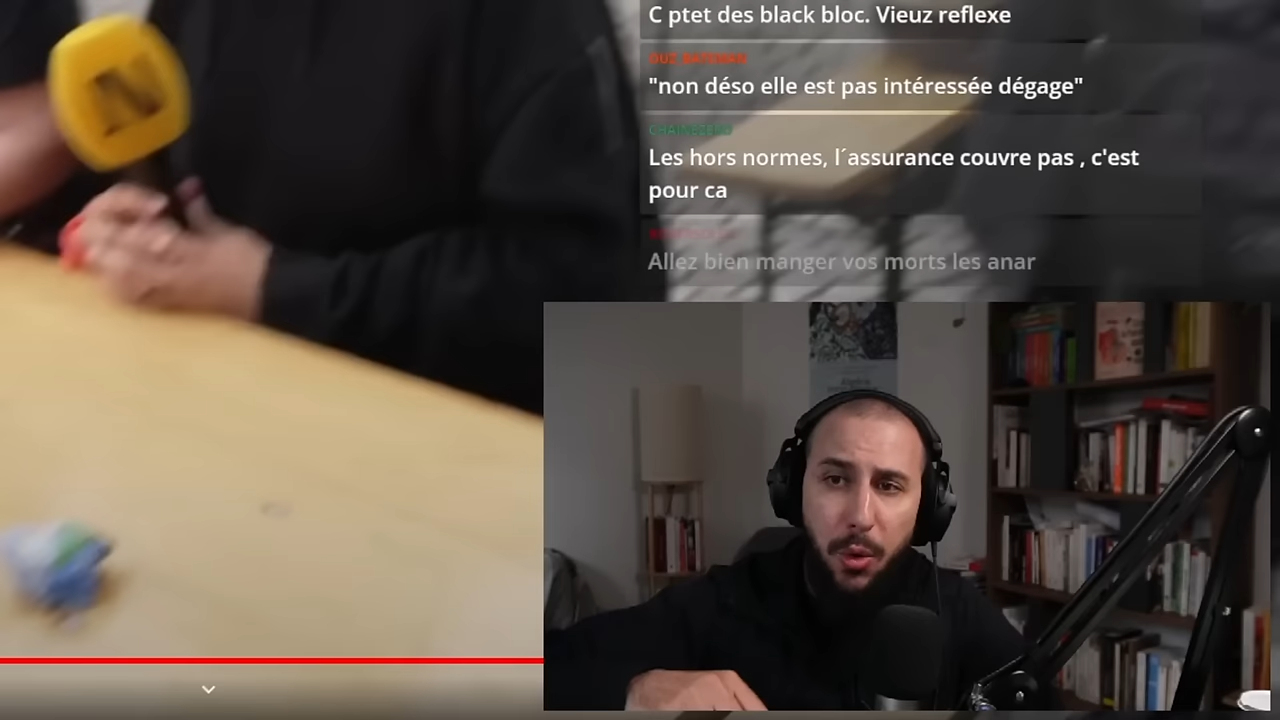 C ptet des black bloc. Vieuz reflexe
"non déso elle est pas intéressée dégage"
Les hors normes, l´assurance couvre pas , c'est
pour ca
Allez bien manger vos morts les anar
N